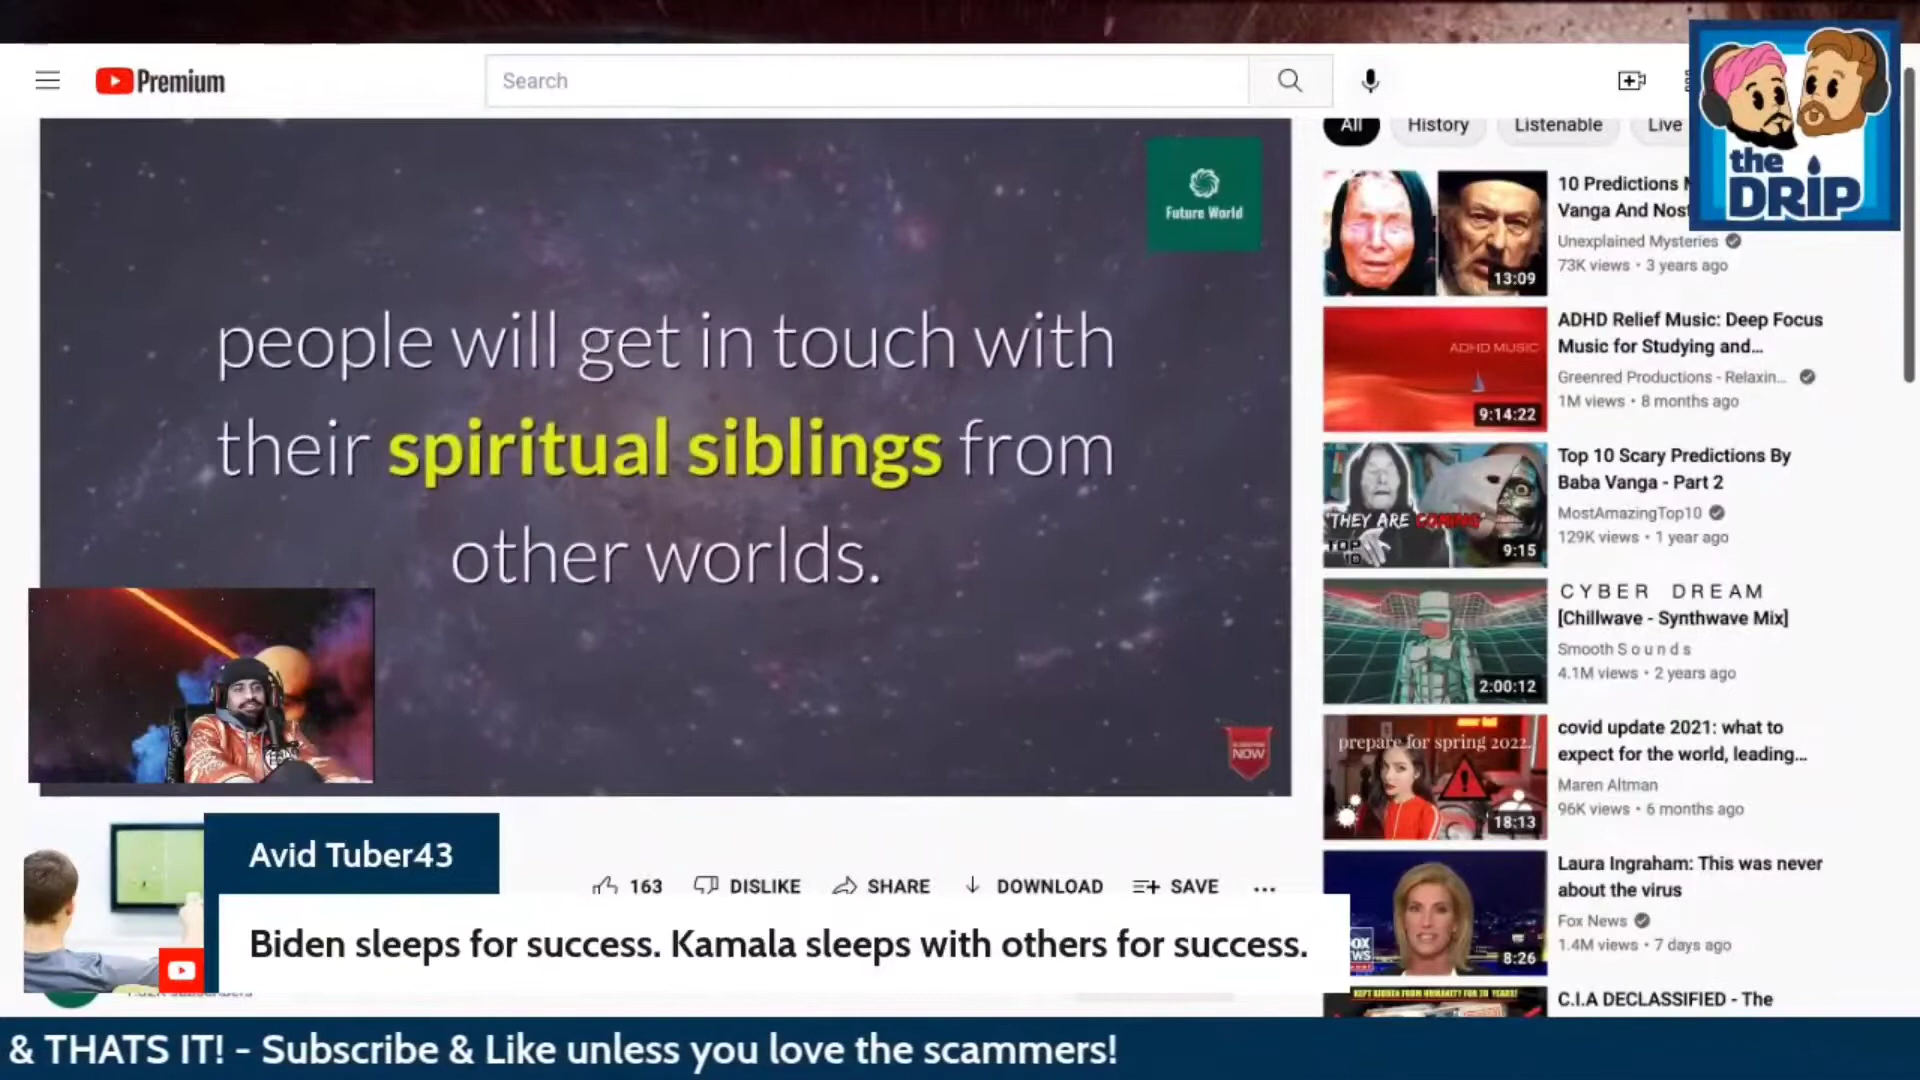 Premium
Search
the
DRIP
All
History
Listenable
Live
Future World
people will get in touch with
their spiritual siblings from
other worlds.
NOW
10 Predictions
Vanga And
Unexplained Mysteries
73K views • 3 years ago
13:09
ADHD MUSIC
9:14:22
ADHD Relief Music: Deep Focus
Music for Studying and...
Greenred Productions - Relaxin...
1M views • 8 months ago
'THEY ARE COMING'
TOP
10
9:15
Top 10 Scary Predictions By
Baba Vanga - Part 2
MostAmazingTop10
129K views • 1 year ago
2:00:12
CYBER DREAM
[Chillwave - Synthwave Mix]
Smooth S o u n d s
4.1M views • 2 years ago
prepare for spring 2022.
18:13
covid update 2021: what to
expect for the world, leading...
Maren Altman
96K views • 6 months ago
8:26
Laura Ingraham: This was never
about the virus
Fox News
1.4M views • 7 days ago
C.I.A DECLASSIFIED - The
163
DISLIKE
SHARE
DOWNLOAD
SAVE
Avid Tuber43
Biden sleeps for success. Kamala sleeps with others for success.
& THATS IT! - Subscribe & Like unless you love the scammers!